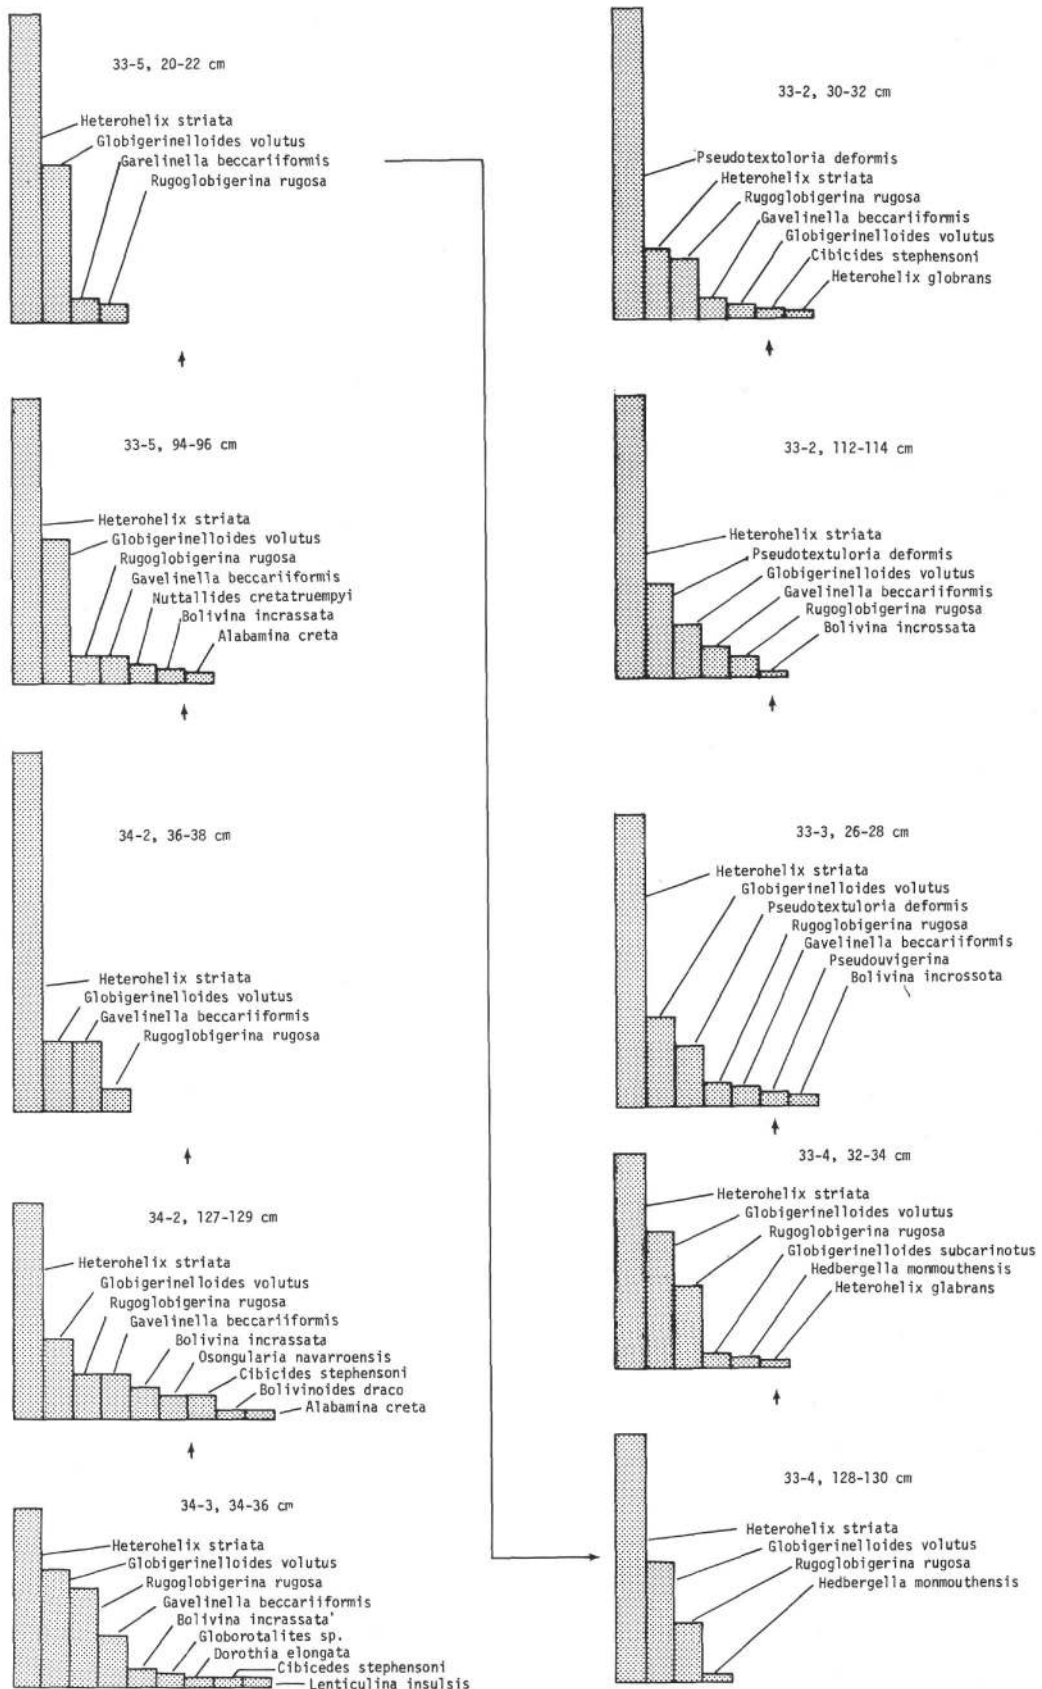 33-5, 20-22 cm
Heterohelix striata
Globigerinelloides volutus
Garelinella beccariiformis
Rugoglobigerina rugosa
33-5, 94-96 cm
Heterohelix striata
Globigerinelloides volutus
Rugoglobigerina rugosa
Gavelinella beccariiformis
Nuttallides cretatruempyi
Bolivina incrassata
Alabamina creta
34-2, 36-38 cm
Heterohelix striata
Globigerinelloides volutus
Gavelinella beccariiformis
Rugoglobigerina rugosa
34-2, 127-129 cm
Heterohelix striata
Globigerinelloides volutus
Rugoglobigerina rugosa
Gavelinella beccariiformis
Bolivina incrassata
Osongularia navarroensis
Cibicides stephensoni
Bolivinoides draco
Alabamina creta
34-3, 34-36 cm
Heterohelix striata
Globigerinelloides volutus
Rugoglobigerina rugosa
Gavelinella beccariiformis
Bolivina incrassata'
Globorotalites sp.
Dorothia elongata
Cibicedes stephensoni
Lenticulina insulsis
33-2, 30-32 cm
Pseudotextoloria deformis
Heterohelix striata
Rugoglobigerina rugosa
Gavelinella beccariiformis
Globigerinelloides volutus
Cibicides stephensoni
Heterohelix globrans
33-2, 112-114 cm
Heterohelix striata
Pseudotextuloria deformis
Globigerinelloides volutus
Gavelinella beccariiformis
Rugoglobigerina rugosa
Bolivina incrossata
33-3, 26-28 cm
Heterohelix striata
Globigerinelloides volutus
Pseudotextuloria deformis
Rugoglobigerina rugosa
Gavelinella beccariiformis
Pseudouvigerina
Bolivina incrossota
33-4, 32-34 cm
Heterohelix striata
Globigerinelloides volutus
Rugoglobigerina rugosa
Globigerinelloides subcarinotus
Hedbergella monmouthensis
Heterohelix glabrans
33-4, 128-130 cm
Heterohelix striata
Globigerinelloides volutus
Rugoglobigerina rugosa
Hedbergella monmouthensis